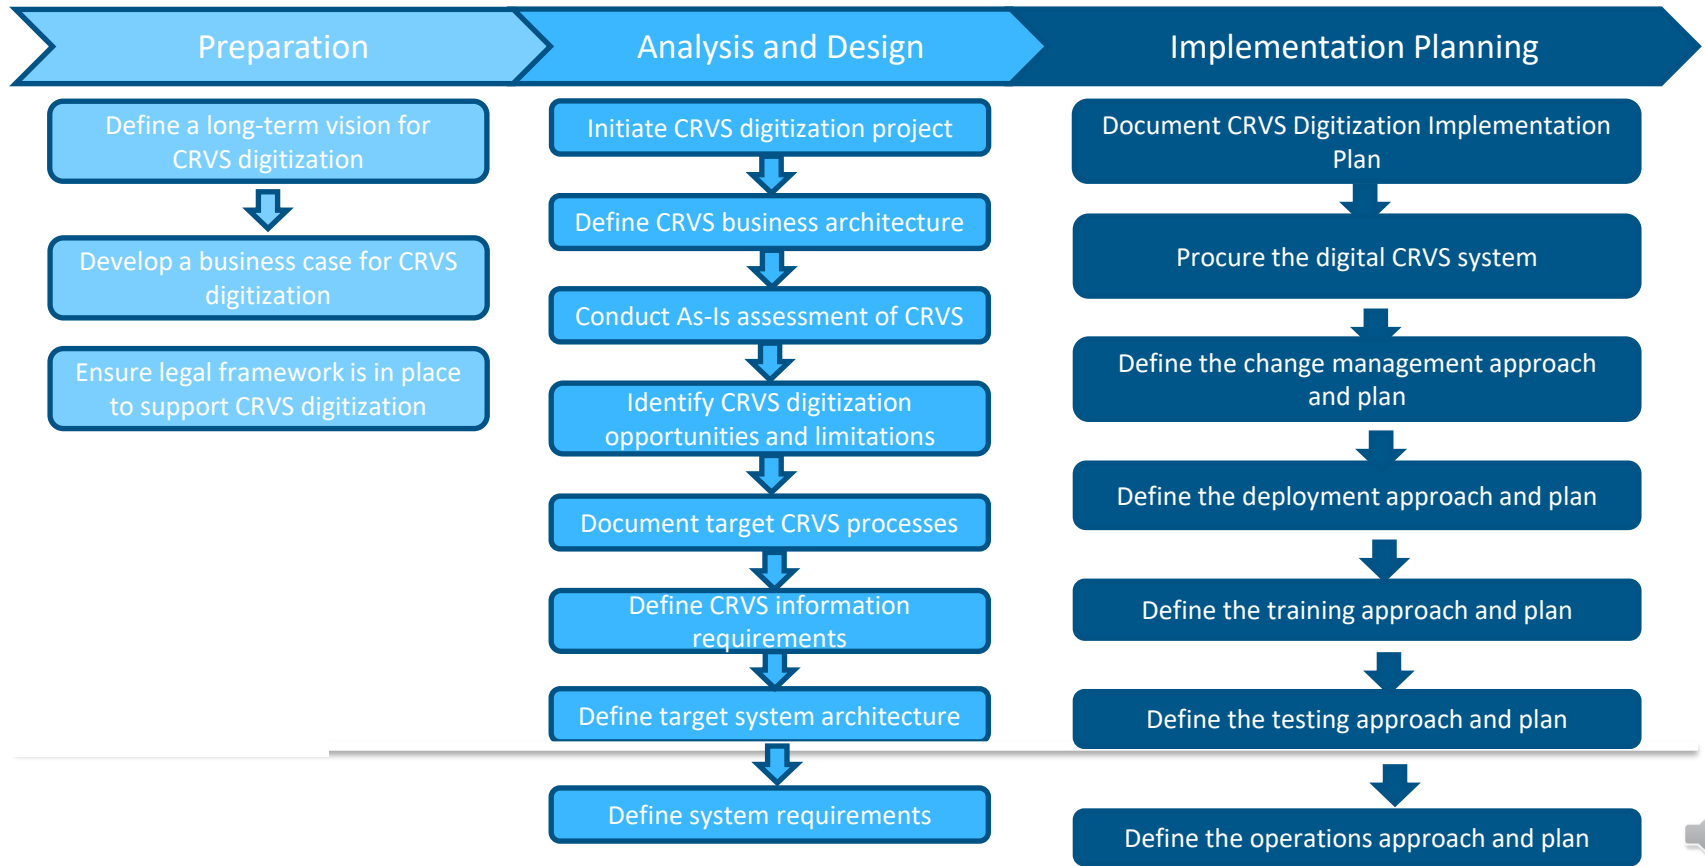 Preparation
Analysis and Design
Implementation Planning
Define a long-term vision for
CRVS digitization
Develop a business case for CRVS
digitization
Ensure legal framework is in place
to support CRVS digitization
Initiate CRVS digitization project
Define CRVS business architecture
Conduct As-Is assessment of CRVS
Identify CRVS digitization
opportunities and limitations
Document target CRVS processes
Define CRVS information
requirements
Define target system architecture
Define system requirements
Document CRVS Digitization Implementation
Plan
Procure the digital CRVS system
Define the change management approach
and plan
Define the deployment approach and plan
Define the training approach and plan
Define the testing approach and plan
Define the operations approach and plan